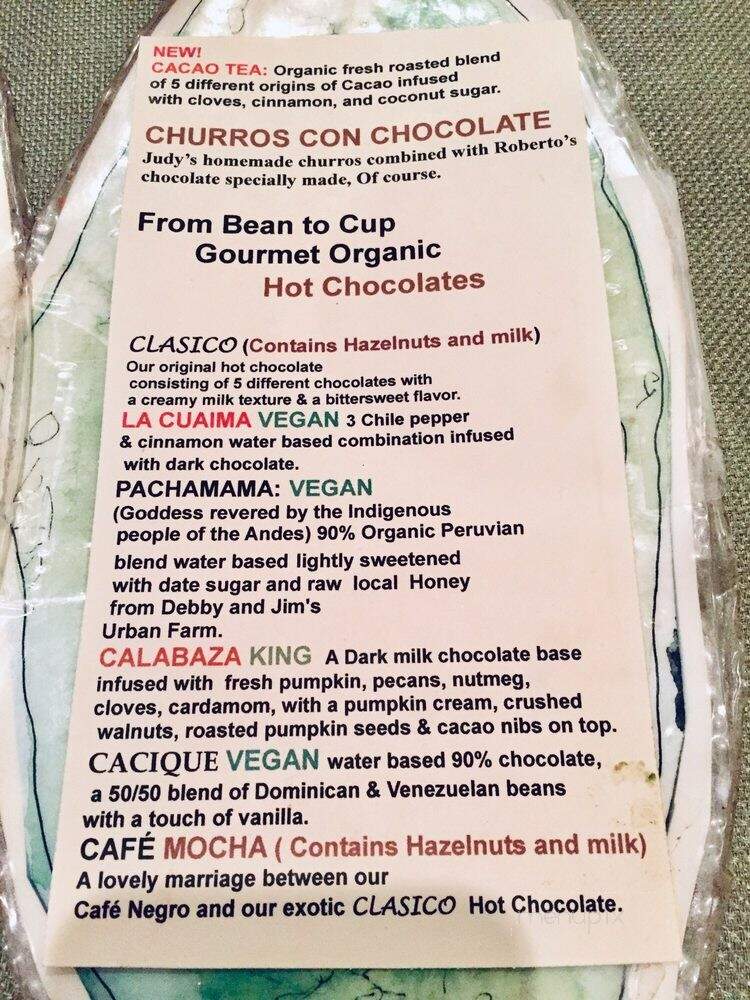 NEW!
CACAO TEA: Organic fresh roasted blend
of 5 different origins of Cacao infused
with cloves, cinnamon, and coconut sugar.
CHURROS CON CHOCOLATE
Judy's homemade churros combined with Roberto's
chocolate specially made, Of course.
From Bean to Cup
Gourmet Organic
Hot Chocolates
CLASICO (Contains Hazelnuts and milk)
Our original hot chocolate
consisting of 5 different chocolates with
a creamy milk texture & a bittersweet flavor.
LA CUAIMA VEGAN 3 Chile pepper
& cinnamon water based combination infused
with dark chocolate.
PACHAMAMA: VEGAN
(Goddess revered by the Indigenous
people of the Andes) 90% Organic Peruvian
blend water based lightly sweetened
with date sugar and raw local Honey
from Debby and Jim's
Urban Farm.
CALABAZA KING A Dark milk chocolate base
infused with fresh pumpkin, pecans, nutmeg,
cloves, cardamom, with a pumpkin cream, crushed
walnuts, roasted pumpkin seeds & cacao nibs on top.
CACIQUE VEGAN water based 90% chocolate,
a 50/50 blend of Dominican & Venezuelan beans
with a touch of vanilla.
CAFÉ MOCHA ( Contains Hazelnuts and milk)
A lovely marriage between our
Café Negro and our exotic CLASICO Hot Chocolate.